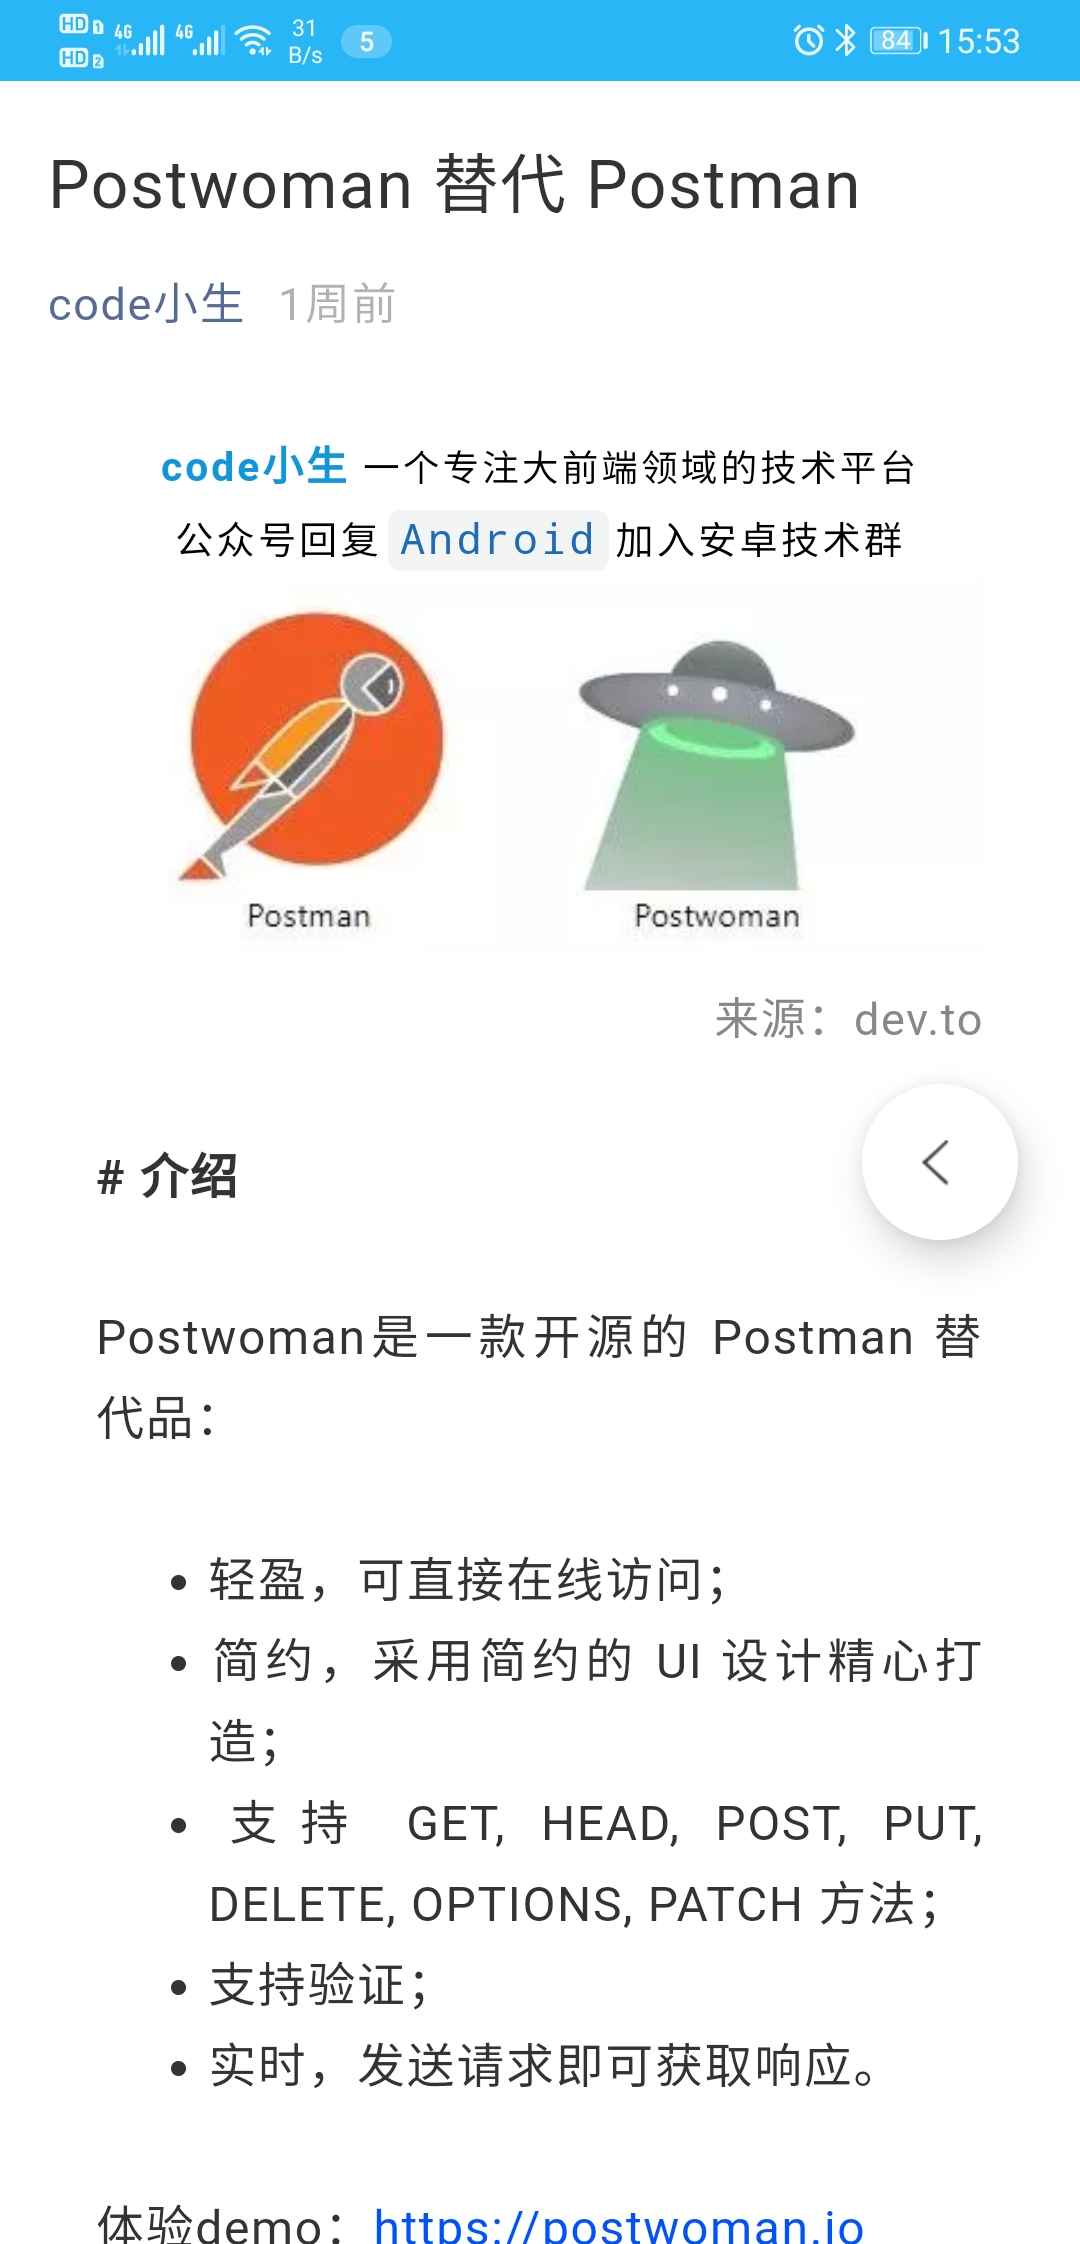 HD 1 4G 4G 31 B/s 5 84 15:53
HD 2
Postwoman 替代 Postman
code小生 1周前
code小生 一个专注大前端领域的技术平台
公众号回复 Android 加入安卓技术群
Postman Postwoman
来源：dev.to
# 介绍
Postwoman是一款开源的 Postman 替
代品：
• 轻盈，可直接在线访问；
• 简约，采用简约的 UI 设计精心打
造；
• 支持 GET, HEAD, POST, PUT,
DELETE, OPTIONS, PATCH 方法；
• 支持验证；
• 实时，发送请求即可获取响应。
体验demo：https://postwoman.io